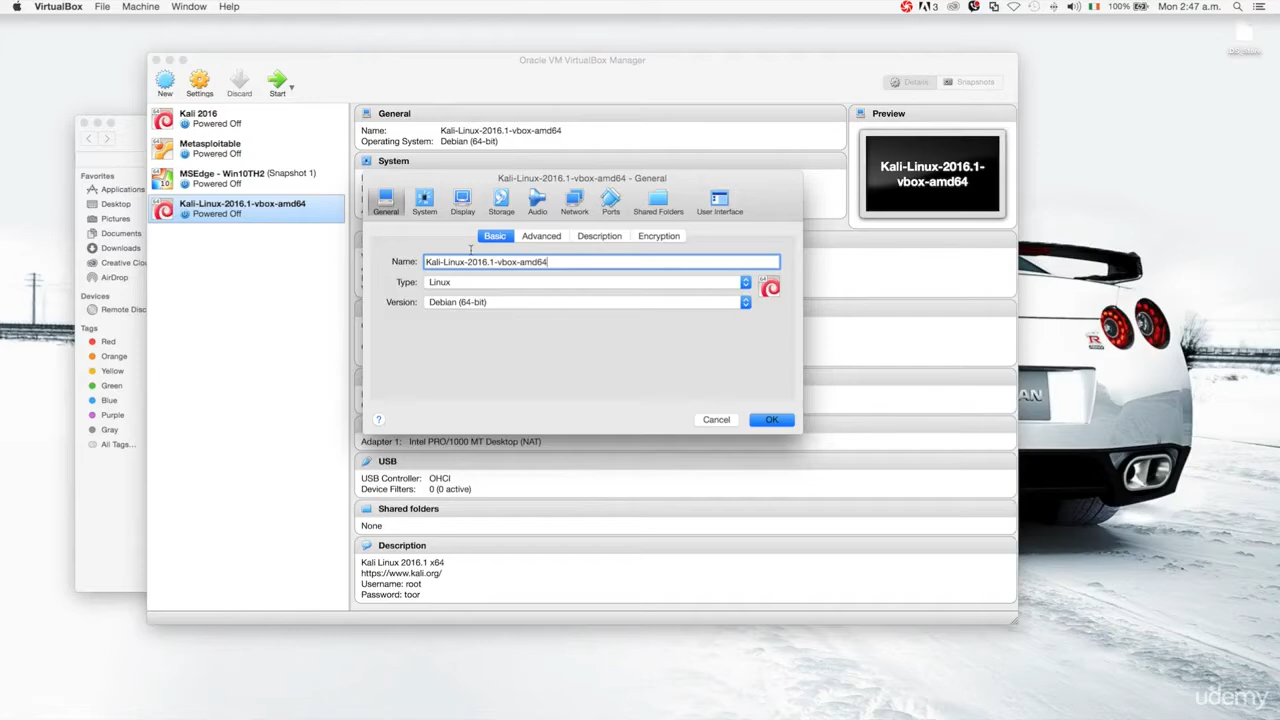 VirtualBox File Machine Window Help
3 100% Mon 2:47 a.m.
Oracle VM VirtualBox Manager
New Settings Discard Start
Details Snapshots
Kali 2016
Powered Off
Metasploitable
Powered Off
MSEdge - Win10TH2 (Snapshot 1)
Powered Off
Kali-Linux-2016.1-vbox-amd64
Powered Off
Favorites
Applications
Desktop
Pictures
Documents
Downloads
Creative Clo
AirDrop
Devices
Remote Disc
Tags
Red
Orange
Yellow
Green
Blue
Purple
Gray
All Tags...
General
Name: Kali-Linux-2016.1-vbox-amd64
Operating System: Debian (64-bit)
System
Preview
Kali-Linux-2016.1-
vbox-amd64
Kali-Linux-2016.1-vbox-amd64 - General
General System Display Storage Audio Network Ports Shared Folders User Interface
Basic Advanced Description Encryption
Name: Kali-Linux-2016.1-vbox-amd64
Type: Linux
64
Version: Debian (64-bit)
? Cancel OK
Adapter 1: Intel PRO/1000 MT Desktop (NAT)
USB
USB Controller: OHCI
Device Filters: 0 (0 active)
Shared folders
None
Description
Kali Linux 2016.1 x64
https://www.kali.org/
Username: root
Password: toor
udemy